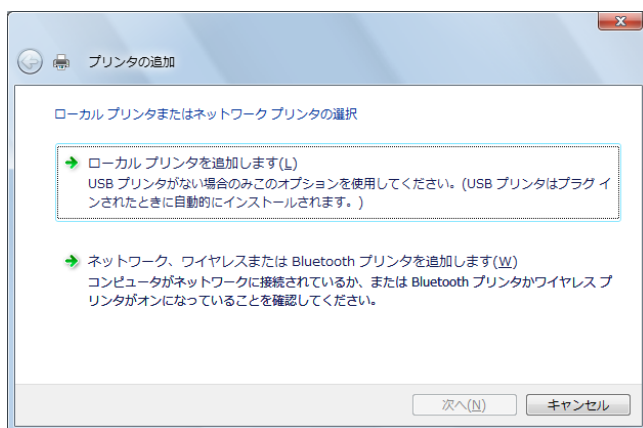 プリンタの追加
ローカル プリンタまたはネットワーク プリンタの選択
ローカル プリンタを追加します(L)
USB プリンタがない場合のみこのオプションを使用してください。(USB プリンタはプラグ イ
ンされたときに自動的にインストールされます。)
ネットワーク、ワイヤレスまたは Bluetooth プリンタを追加します(W)
コンピュータがネットワークに接続されているか、または Bluetooth プリンタかワイヤレス プ
リンタがオンになっていることを確認してください。
次へ(N) キャンセル